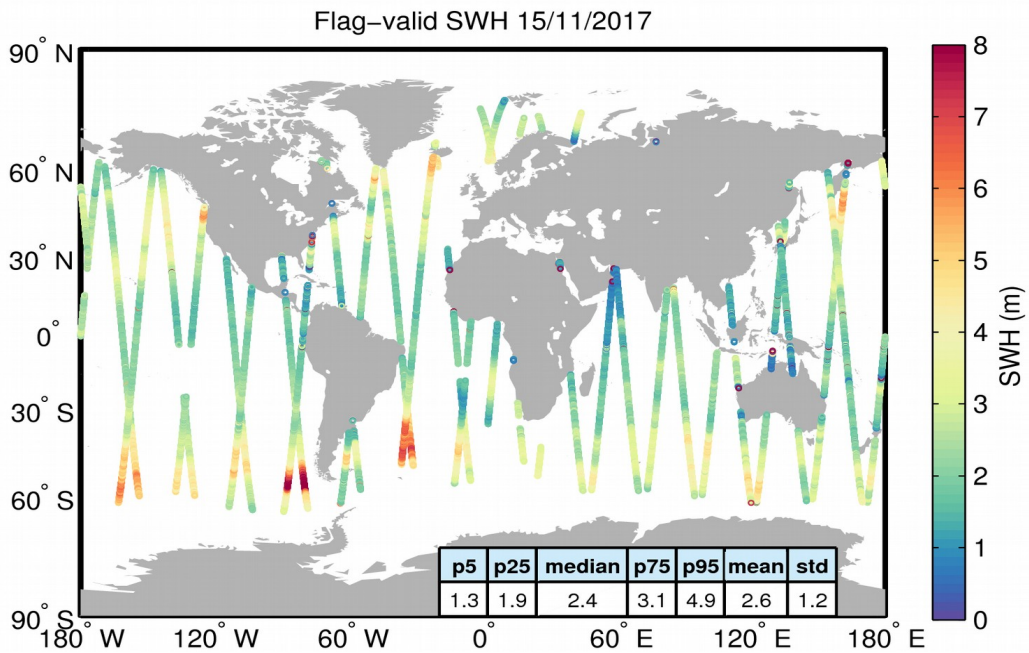 Flag-valid SWH 15/11/2017
90° N
60° N
30° N
0°
30° S
60° S
90° S
180° W
120° W
60° W
0°
60° E
120° E
180° E
p5 p25 median p75 p95 mean std
1.3 1.9 2.4 3.1 4.9 2.6 1.2
8
7
6
5
4
3
2
1
0
SWH (m)